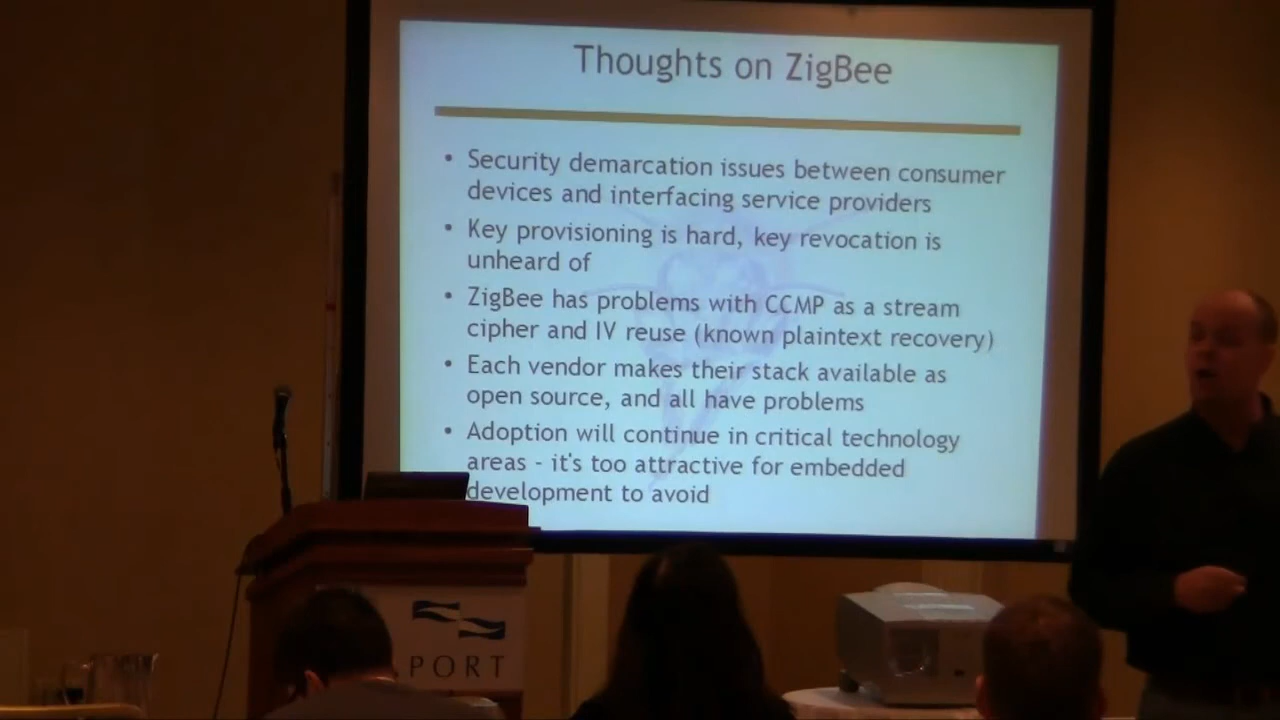 Thoughts on ZigBee
• Security demarcation issues between consumer
devices and interfacing service providers
• Key provisioning is hard, key revocation is
unheard of
• ZigBee has problems with CCMP as a stream
cipher and IV reuse (known plaintext recovery)
• Each vendor makes their stack available as
open source, and all have problems
• Adoption will continue in critical technology
areas - it's too attractive for embedded
development to avoid
PORT